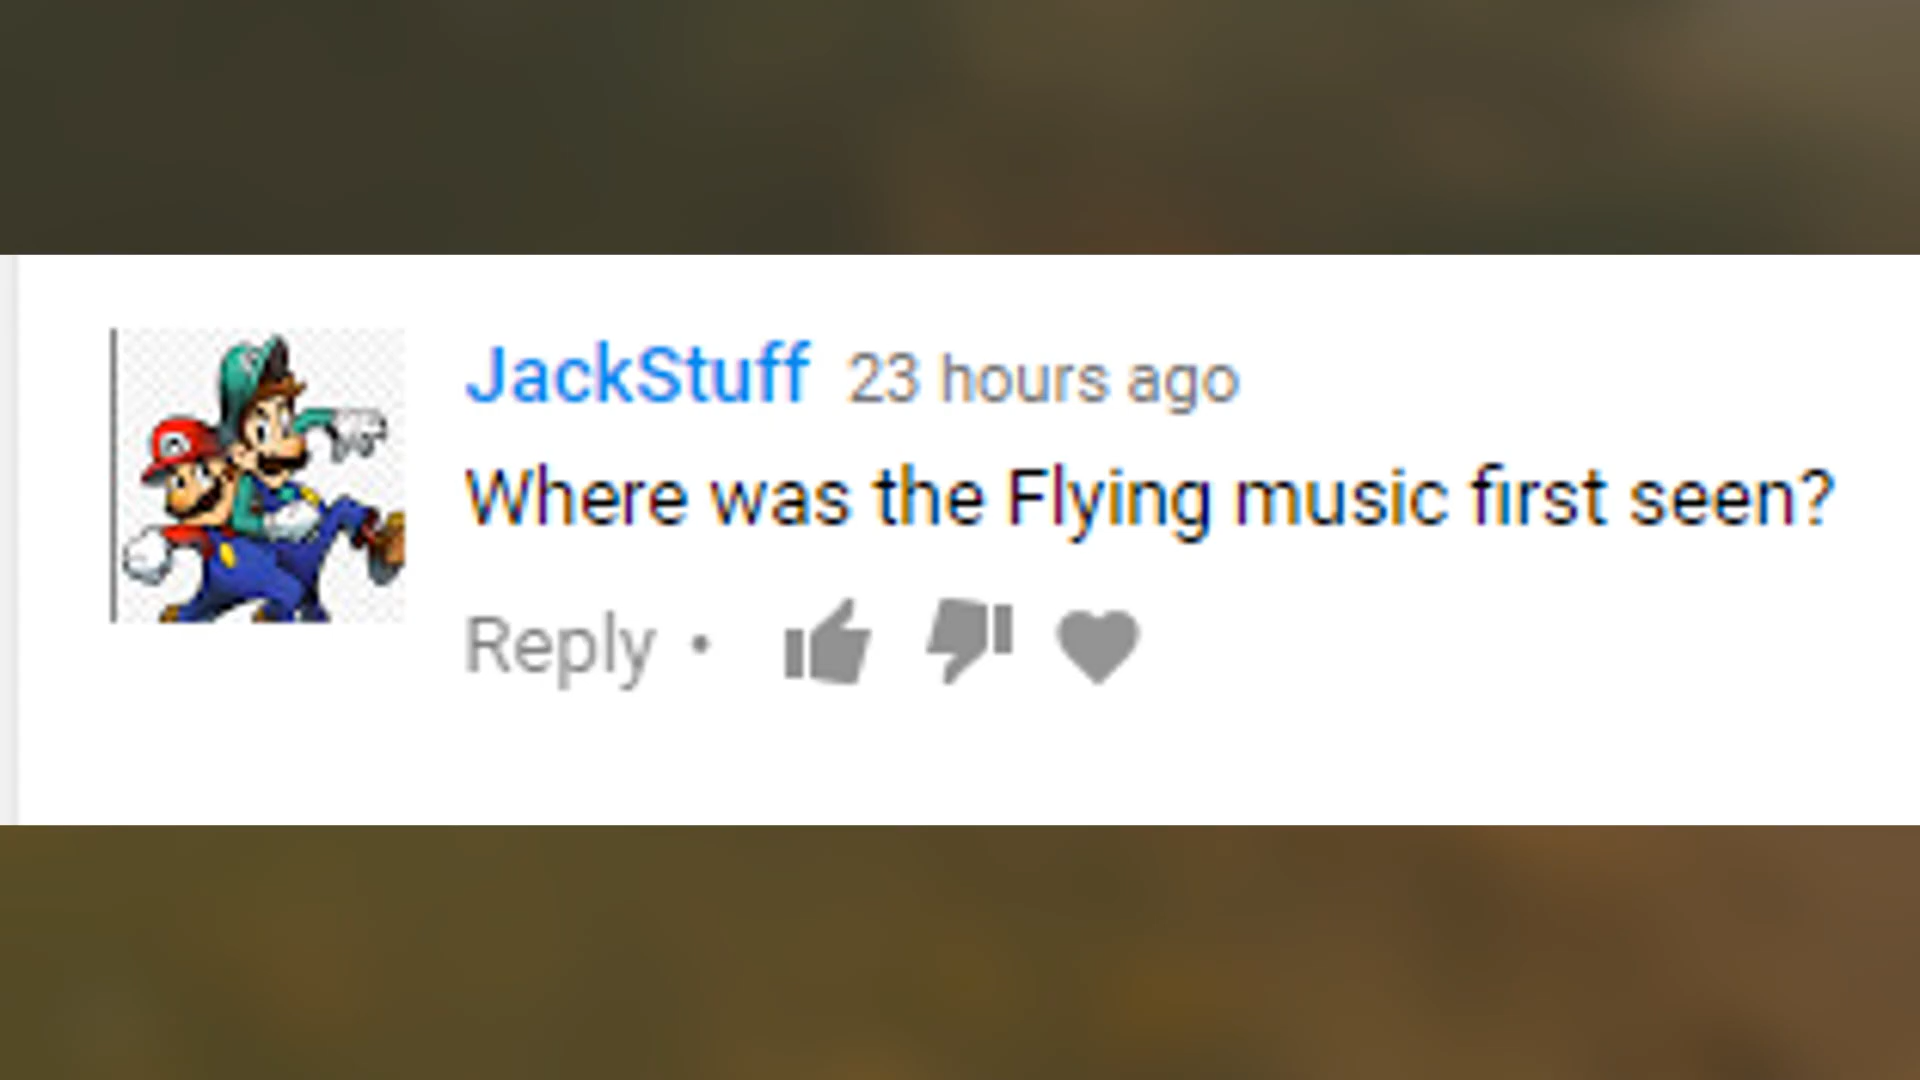 JackStuff 23 hours ago
Where was the Flying music first seen?
Reply •